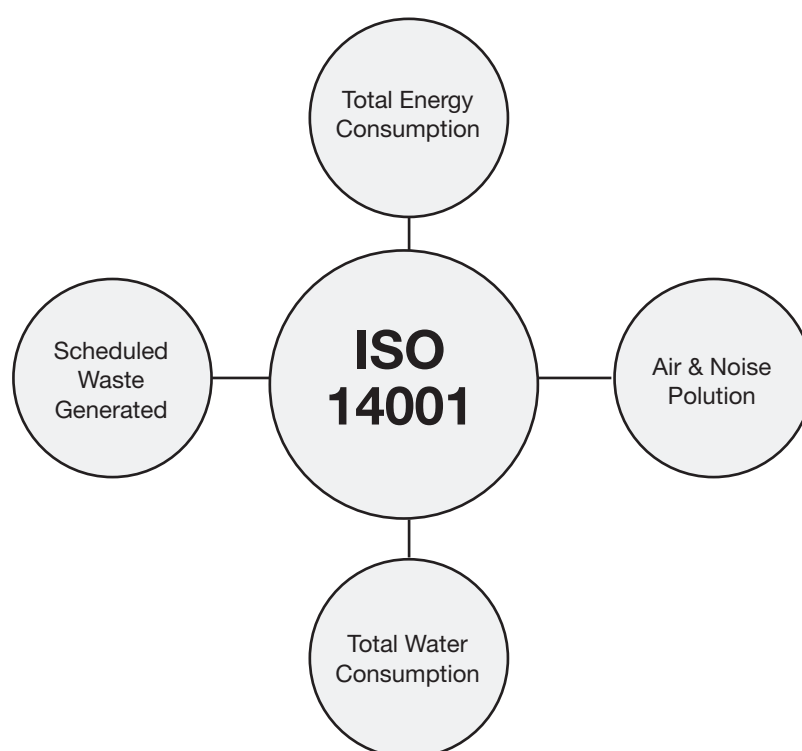 Total Energy
Consumption
Scheduled
Waste
Generated
ISO
14001
Air & Noise
Polution
Total Water
Consumption